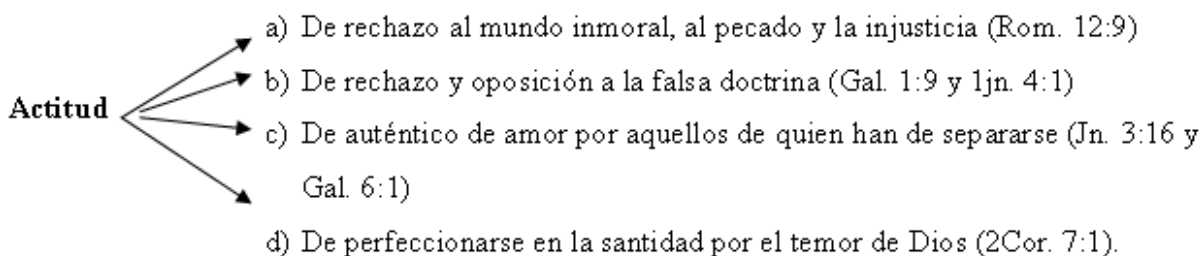 a) De rechazo al mundo inmoral, al pecado y la injusticia (Rom. 12:9)
b) De rechazo y oposición a la falsa doctrina (Gal. 1:9 y 1jn. 4:1)
Actitud
c) De auténtico de amor por aquellos de quien han de separarse (Jn. 3:16 y
Gal. 6:1)
d) De perfeccionarse en la santidad por el temor de Dios (2Cor. 7:1).